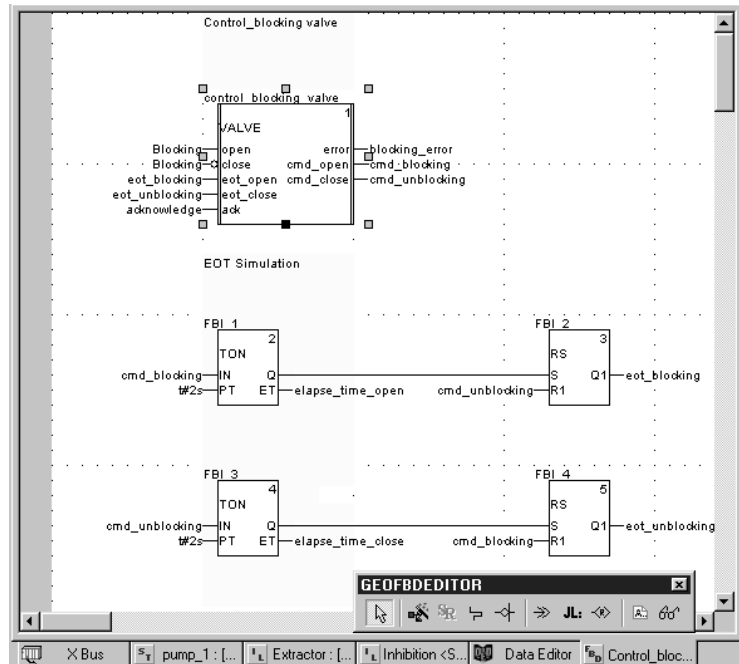 Control_blocking valve
control_blocking_valve
1
VALVE
Blocking open error blocking_error
Blocking close cmd_open cmd_blocking
eot_blocking eot_open cmd_close cmd_unblocking
eot_unblocking eot_close
acknowledge ack
EOT Simulation
FBI_1 FBI_2
2 3
TON RS
cmd_blocking IN Q S Q1 eot_blocking
t#2s PT ET elapse_time_open cmd_unblocking R1
FBI_3 FBI_4
4 5
TON RS
cmd_unblocking IN Q S Q1 eot_unblocking
t#2s PT ET elapse_time_close cmd_blocking R1
GEOFBDEDITOR
SR JL:
X Bus pump_1 : [... Extractor : [... Inhibition <S... Data Editor Control_bloc...